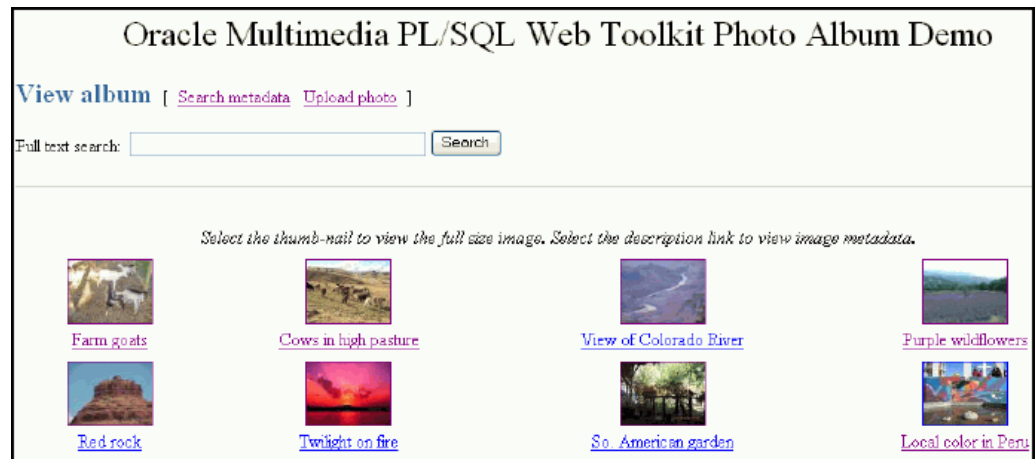 Oracle Multimedia PL/SQL Web Toolkit Photo Album Demo
View album [ Search metadata Upload photo ]
Full text search: Search
Select the thumb-nail to view the full size image. Select the description link to view image metadata.
Farm goats Cows in high pasture View of Colorado River Purple wildflowers
Red rock Twilight on fire So. American garden Local color in Peru